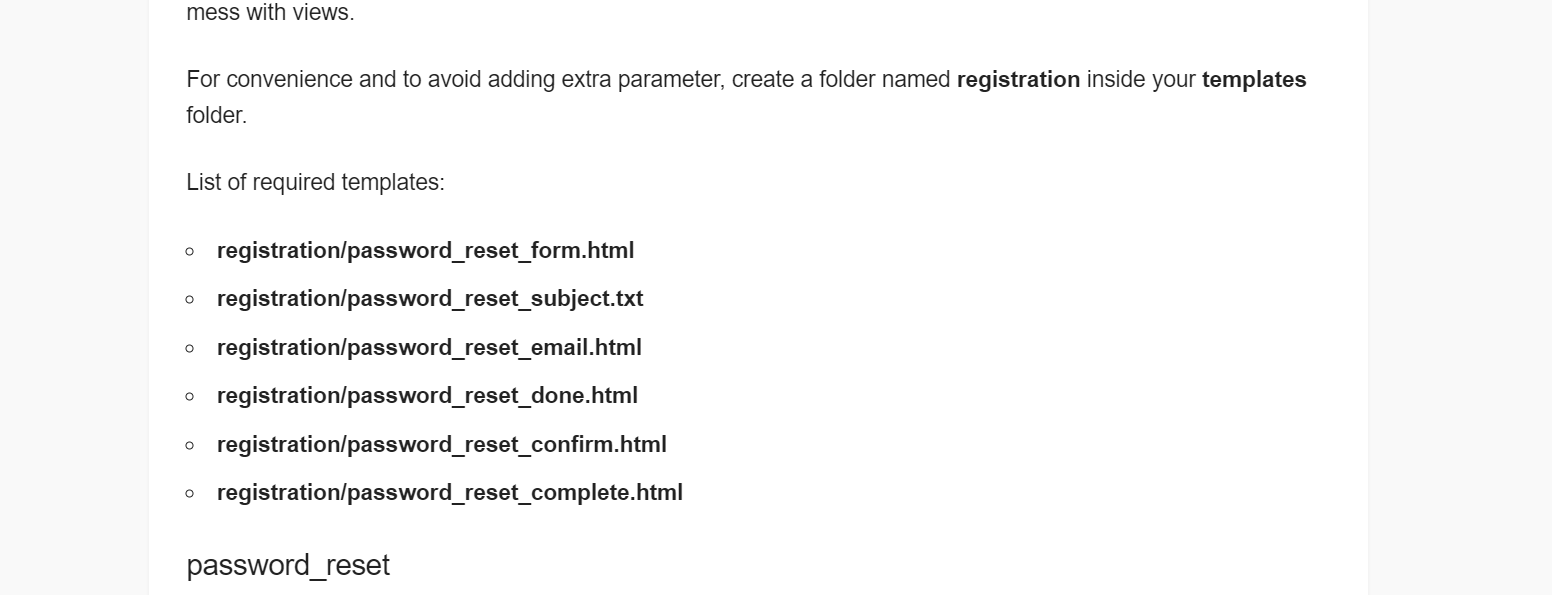 mess with views.
For convenience and to avoid adding extra parameter, create a folder named registration inside your templates
folder.
List of required templates:
registration/password_reset_form.html
registration/password_reset_subject.txt
registration/password_reset_email.html
registration/password_reset_done.html
registration/password_reset_confirm.html
registration/password_reset_complete.html
password_reset